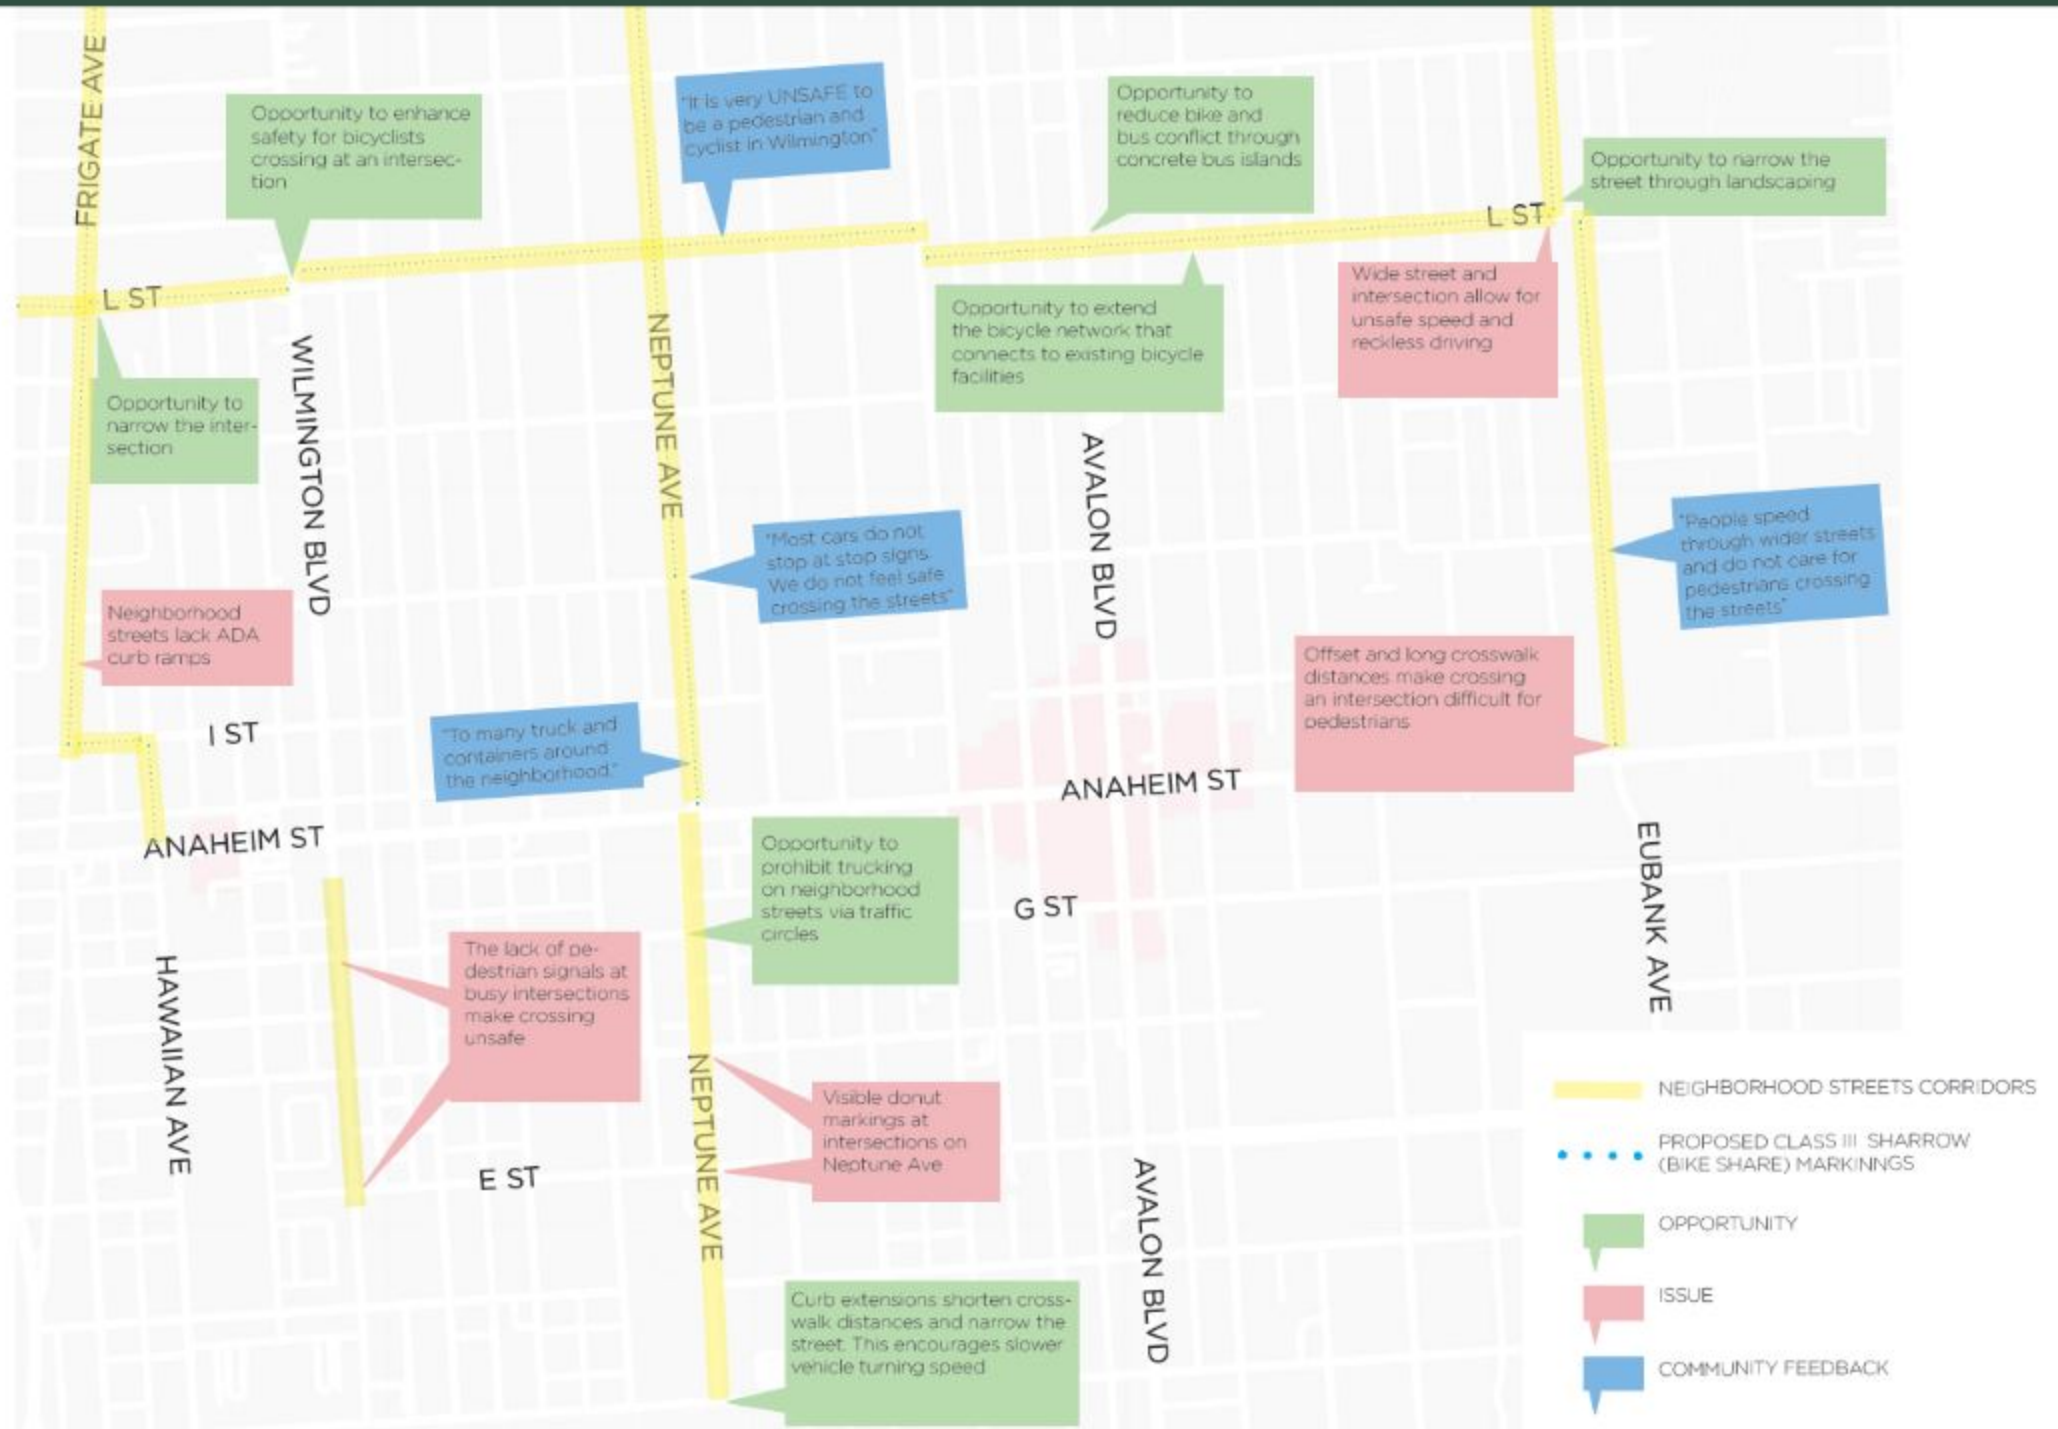 FRIGATE AVE
Opportunity to enhance
safety for bicyclists
crossing at an intersec-
tion
"It is very UNSAFE to
be a pedestrian and
cyclist in Wilmington"
Opportunity to
reduce bike and
bus conflict through
concrete bus islands
Opportunity to narrow the
street through landscaping
L ST
L ST
Wide street and
intersection allow for
unsafe speed and
reckless driving
Opportunity to extend
the bicycle network that
connects to existing bicycle
facilities
Opportunity to
narrow the inter-
section
WILMINGTON BLVD
NEPTUNE AVE
AVALON BLVD
"Most cars do not
stop at stop signs.
We do not feel safe
crossing the streets"
"People speed
through wider streets
and do not care for
pedestrians crossing
the streets"
Neighborhood
streets lack ADA
curb ramps
Offset and long crosswalk
distances make crossing
an intersection difficult for
pedestrians
I ST
"To many truck and
containers around
the neighborhood."
ANAHEIM ST
ANAHEIM ST
Opportunity to
prohibit trucking
on neighborhood
streets via traffic
circles
G ST
EUBANK AVE
HAWAIIAN AVE
The lack of pe-
destrian signals at
busy intersections
make crossing
unsafe
NEPTUNE AVE
Visible donut
markings at
intersections on
Neptune Ave
E ST
AVALON BLVD
Curb extensions shorten cross-
walk distances and narrow the
street. This encourages slower
vehicle turning speed
NEIGHBORHOOD STREETS CORRIDORS
PROPOSED CLASS III SHARROW
(BIKE SHARE) MARKINNGS
OPPORTUNITY
ISSUE
COMMUNITY FEEDBACK